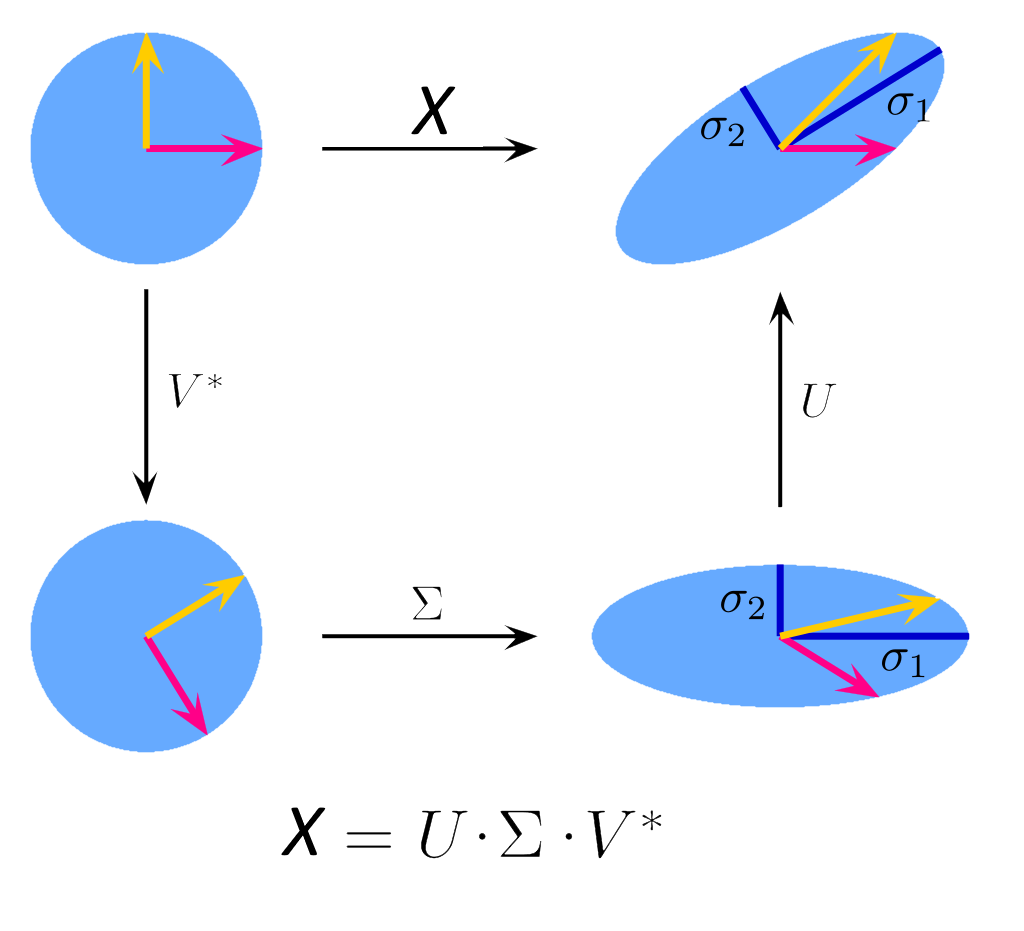 X
σ₂
σ₁
V*
U
Σ
σ₂
σ₁
X = U · Σ · V*